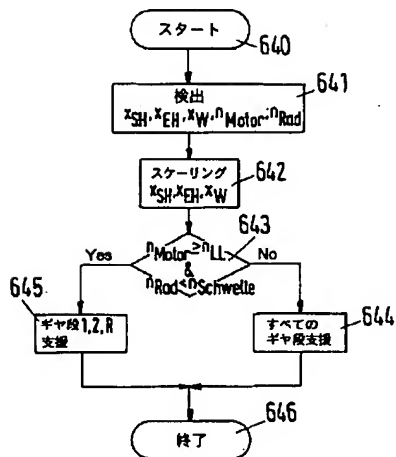 スタート
640
検出
xSH,xEH,xW,nMotor;nRad
641
スケーリング
xSH,xEH,xW
642
nMotor≥nLL
&
nRad≤nSchwelle
643
Yes
No
645
ギヤ段1,2,R
支援
すべての
ギヤ段支援
644
646
終了